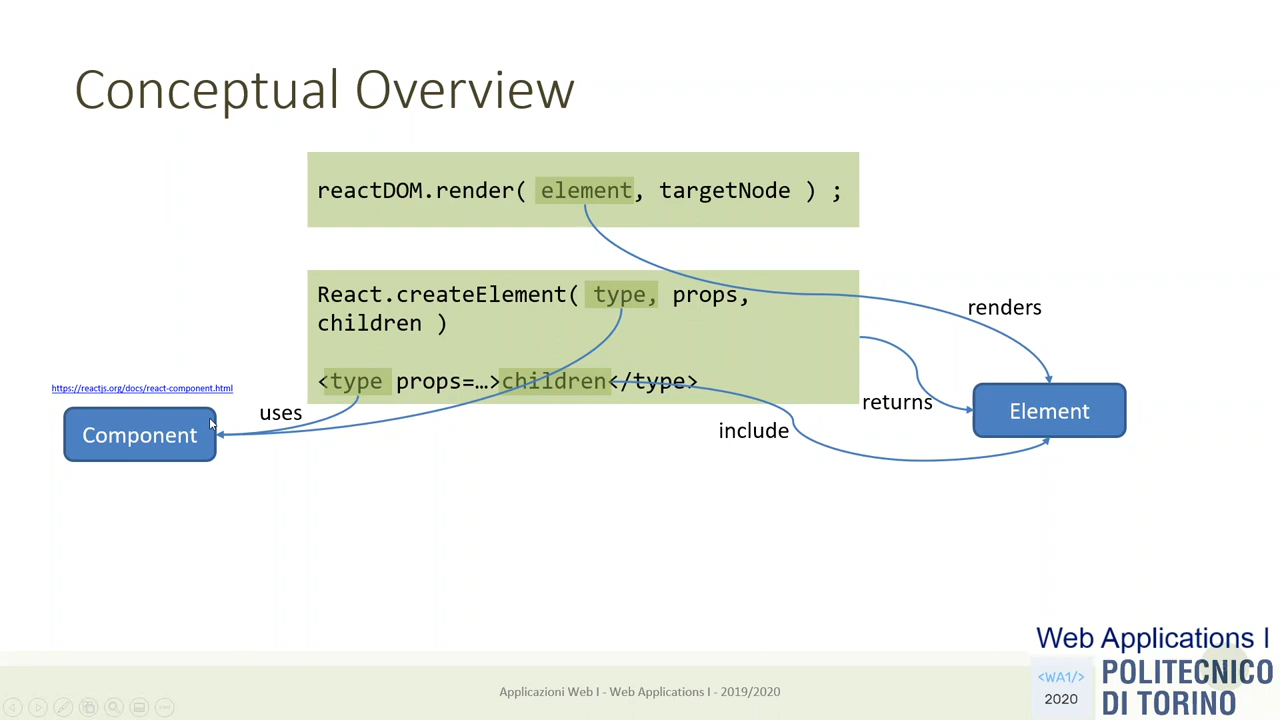 Conceptual Overview
reactDOM.render( element, targetNode ) ;
React.createElement( type, props,
children )
<type props=…>children</type>
renders
https://reactjs.org/docs/react-component.html
uses
returns
Component
include
Element
Web Applications I
<WA1/>
2020
POLITECNICO
DI TORINO
Applicazioni Web I - Web Applications I - 2019/2020